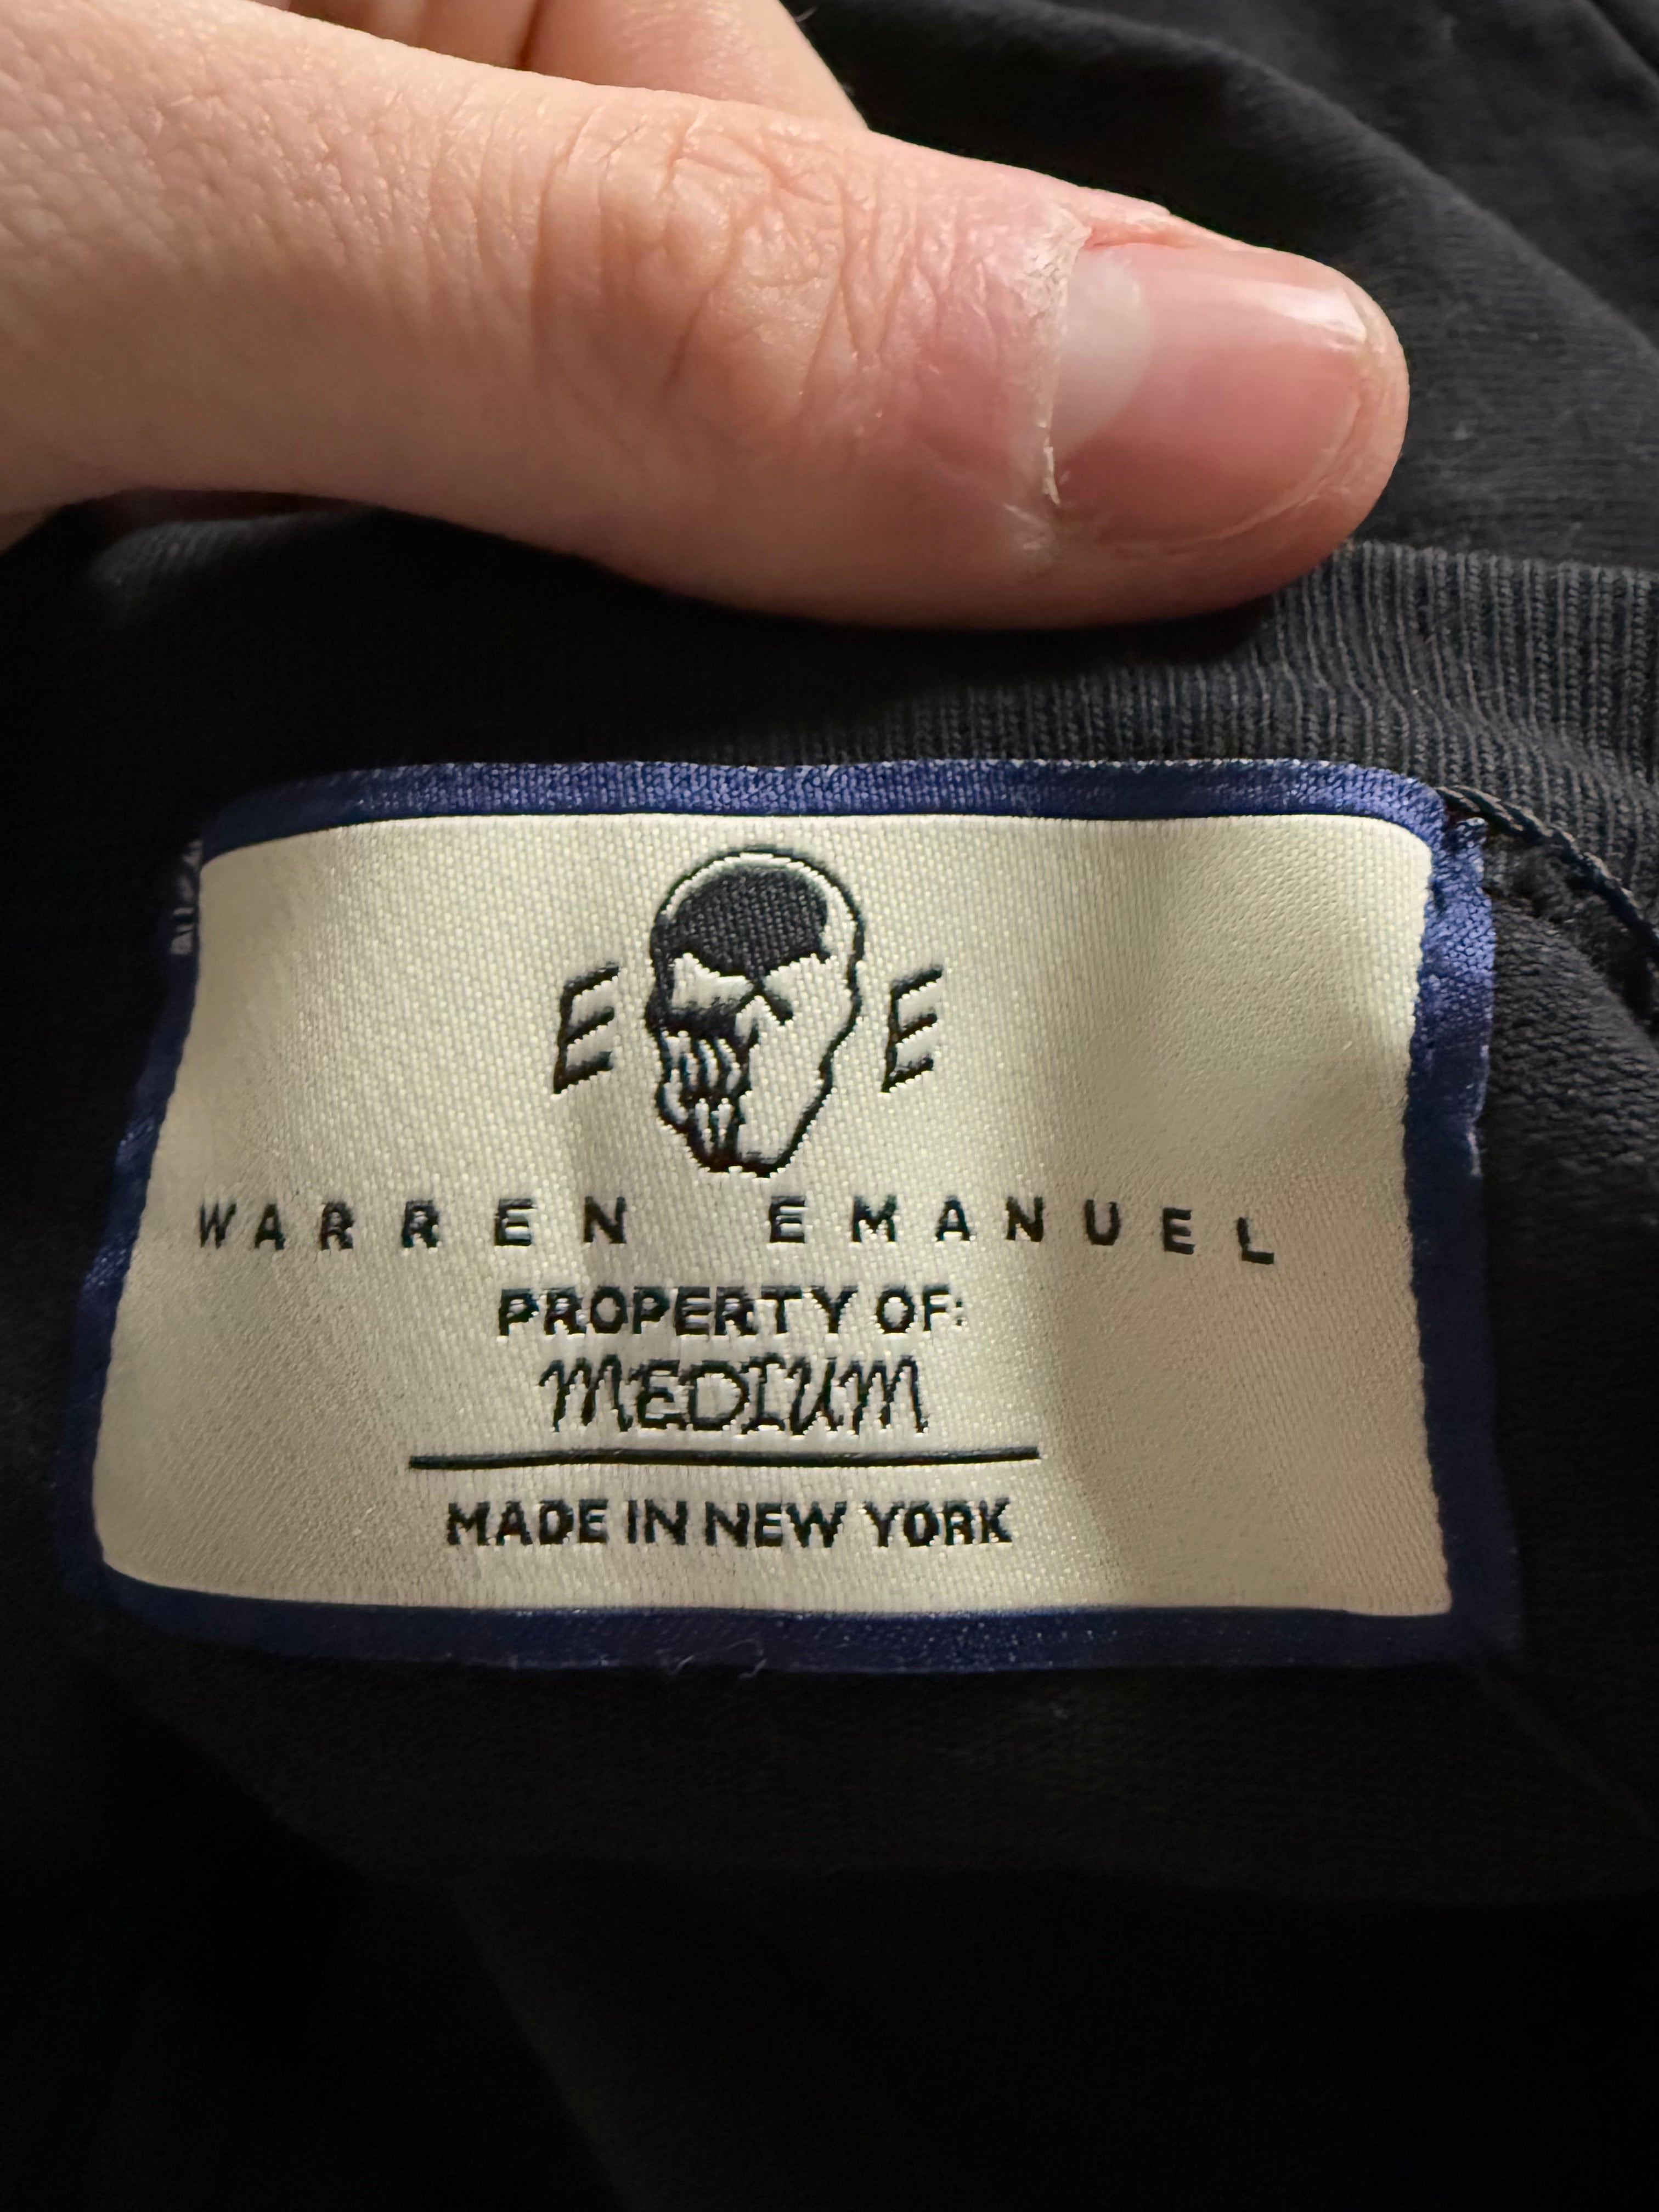 E E
WARREN EMANUEL
PROPERTY OF:
MEDIUM
MADE IN NEW YORK